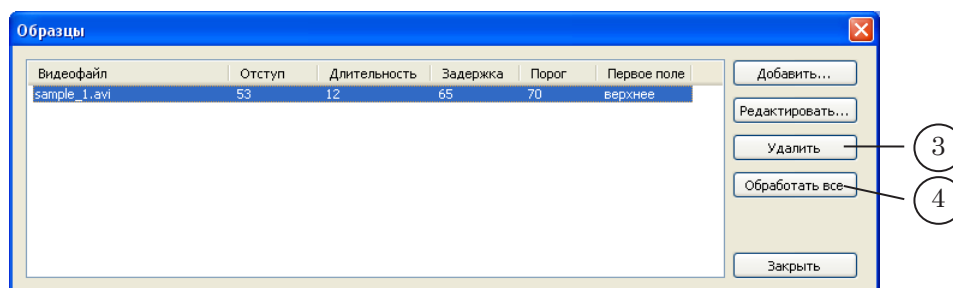 Образцы
Видеофайл Отступ Длительность Задержка Порог Первое поле
sample_1.avi 53 12 65 70 верхнее
Добавить...
Редактировать...
Удалить
3
Обработать все
4
Закрыть